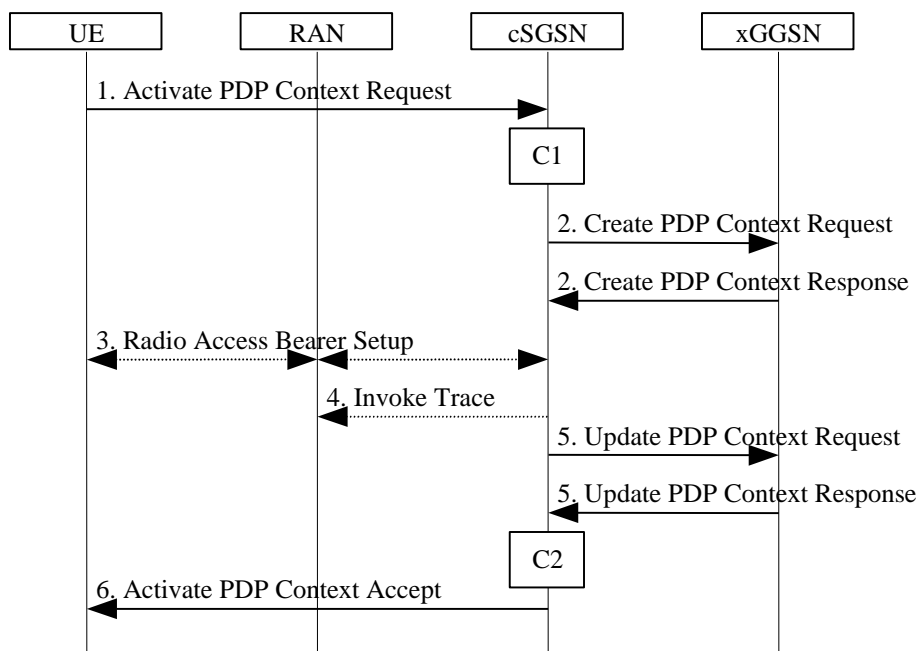 UE
RAN
cSGSN
xGGSN
1. Activate PDP Context Request
C1
2. Create PDP Context Request
2. Create PDP Context Response
3. Radio Access Bearer Setup
4. Invoke Trace
5. Update PDP Context Request
5. Update PDP Context Response
C2
6. Activate PDP Context Accept